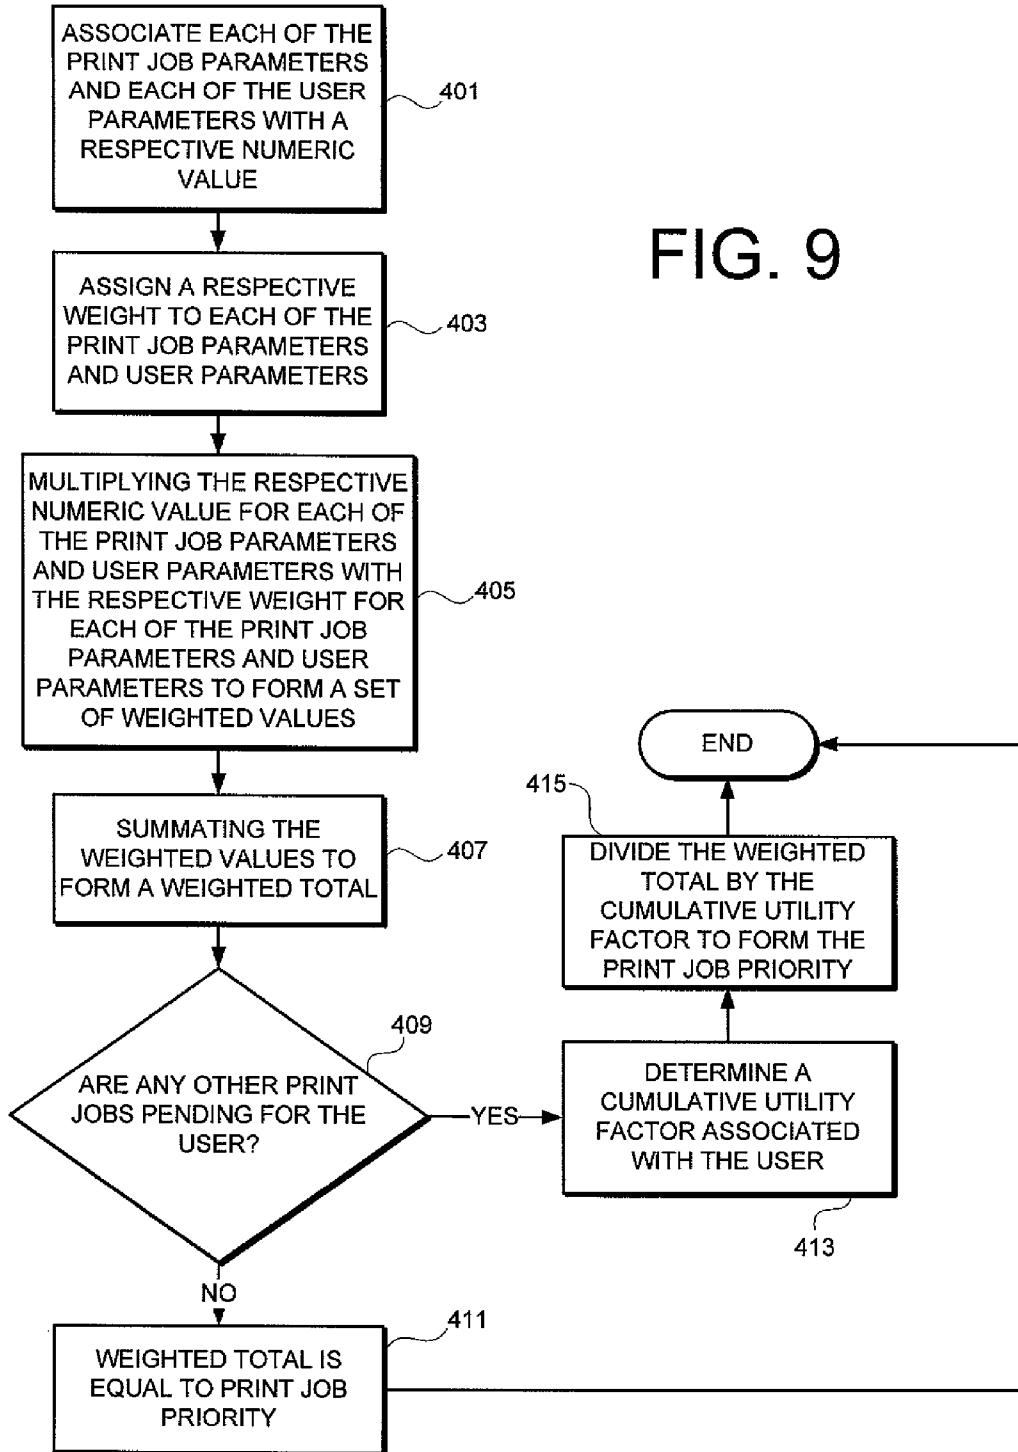 ASSOCIATE EACH OF THE
PRINT JOB PARAMETERS
AND EACH OF THE USER
PARAMETERS WITH A
RESPECTIVE NUMERIC
VALUE
401
FIG. 9
ASSIGN A RESPECTIVE
WEIGHT TO EACH OF THE
PRINT JOB PARAMETERS
AND USER PARAMETERS
403
MULTIPLYING THE RESPECTIVE
NUMERIC VALUE FOR EACH OF
THE PRINT JOB PARAMETERS
AND USER PARAMETERS WITH
THE RESPECTIVE WEIGHT FOR
EACH OF THE PRINT JOB
PARAMETERS AND USER
PARAMETERS TO FORM A SET
OF WEIGHTED VALUES
405
SUMMATING THE
WEIGHTED VALUES TO
FORM A WEIGHTED TOTAL
407
ARE ANY OTHER PRINT
JOBS PENDING FOR THE
USER?
409
YES
NO
WEIGHTED TOTAL IS
EQUAL TO PRINT JOB
PRIORITY
411
DETERMINE A
CUMULATIVE UTILITY
FACTOR ASSOCIATED
WITH THE USER
413
DIVIDE THE WEIGHTED
TOTAL BY THE
CUMULATIVE UTILITY
FACTOR TO FORM THE
PRINT JOB PRIORITY
415
END